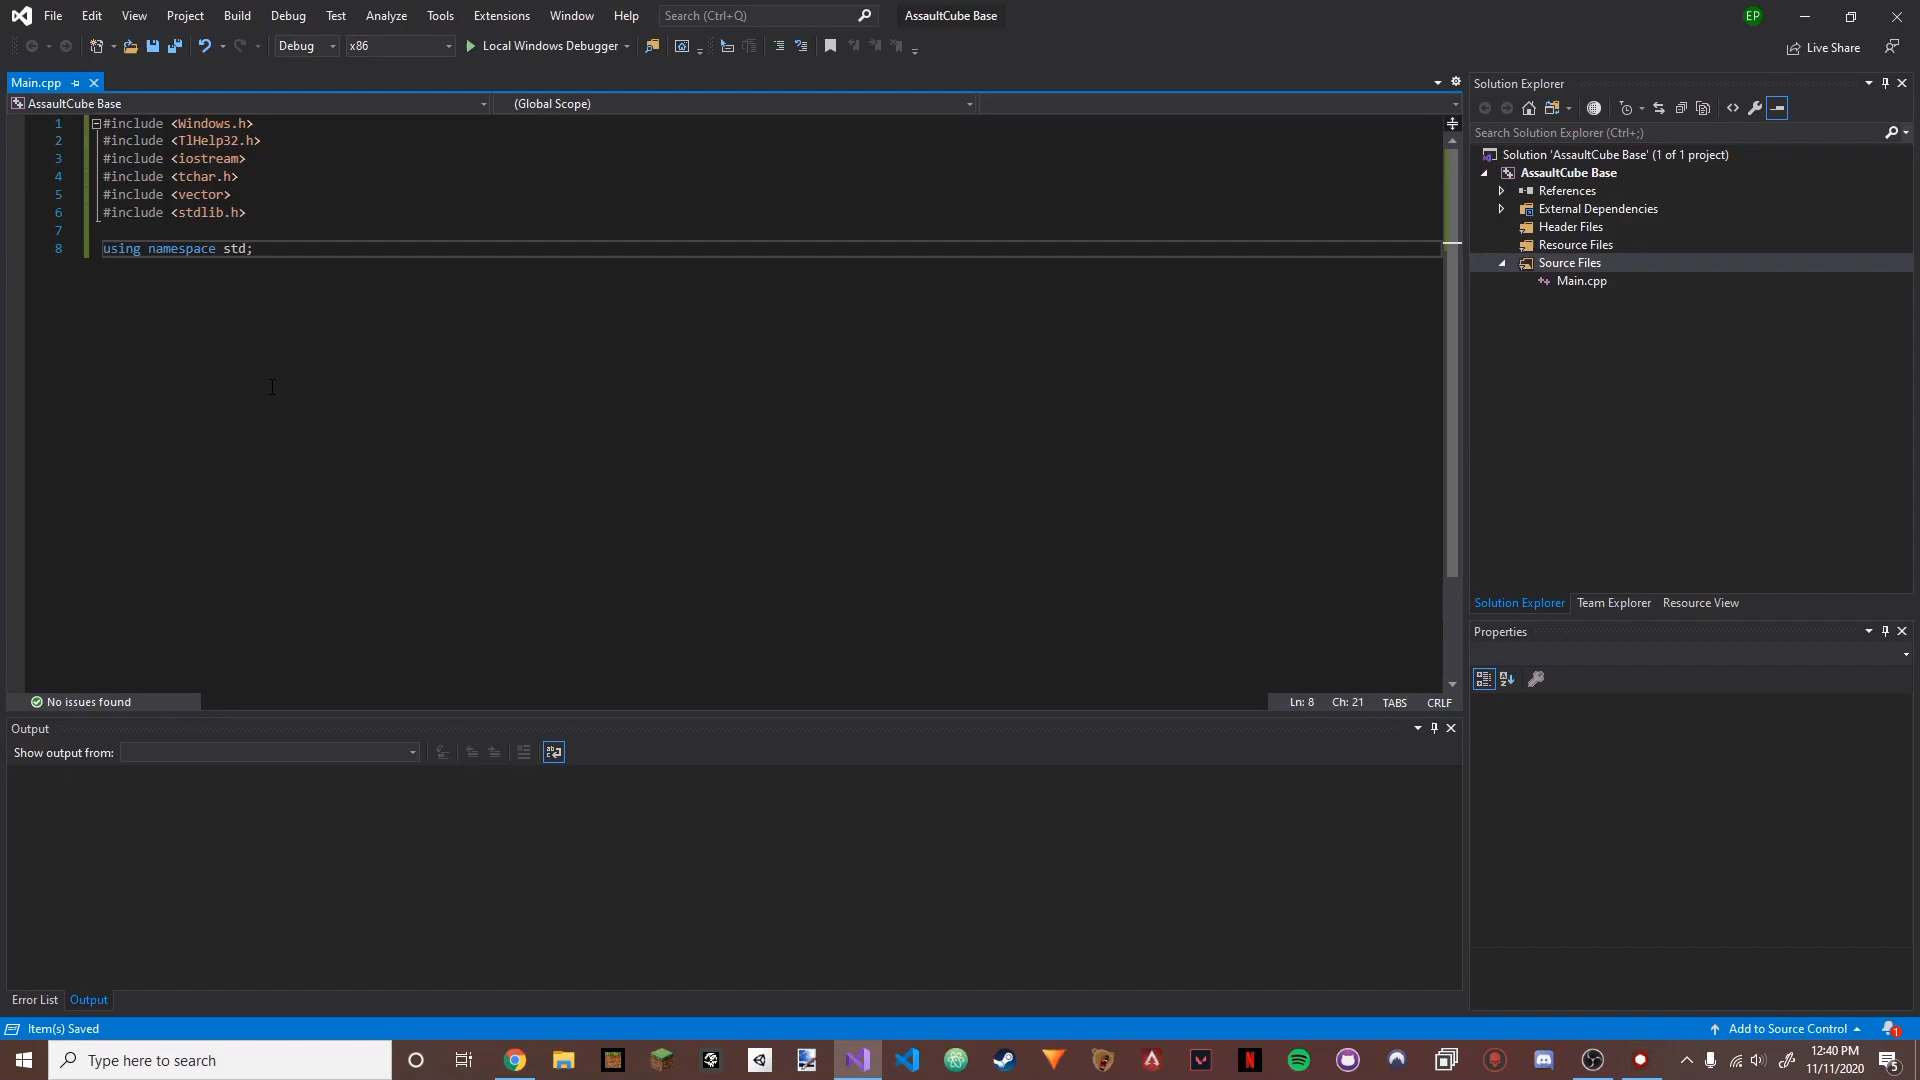 File Edit View Project Build Debug Test Analyze Tools Extensions Window Help Search (Ctrl+Q) AssaultCube Base EP
Debug x86 Local Windows Debugger Live Share
Main.cpp
AssaultCube Base (Global Scope)
1 #include <Windows.h>
2 #include <TlHelp32.h>
3 #include <iostream>
4 #include <tchar.h>
5 #include <vector>
6 #include <stdlib.h>
7
8 using namespace std;
No issues found Ln: 8 Ch: 21 TABS CRLF
Output
Show output from:
Error List Output
Solution Explorer
Search Solution Explorer (Ctrl+;)
Solution 'AssaultCube Base' (1 of 1 project)
AssaultCube Base
References
External Dependencies
Header Files
Resource Files
Source Files
Main.cpp
Solution Explorer Team Explorer Resource View
Properties
Item(s) Saved Add to Source Control 1
Type here to search
12:40 PM
11/11/2020
5